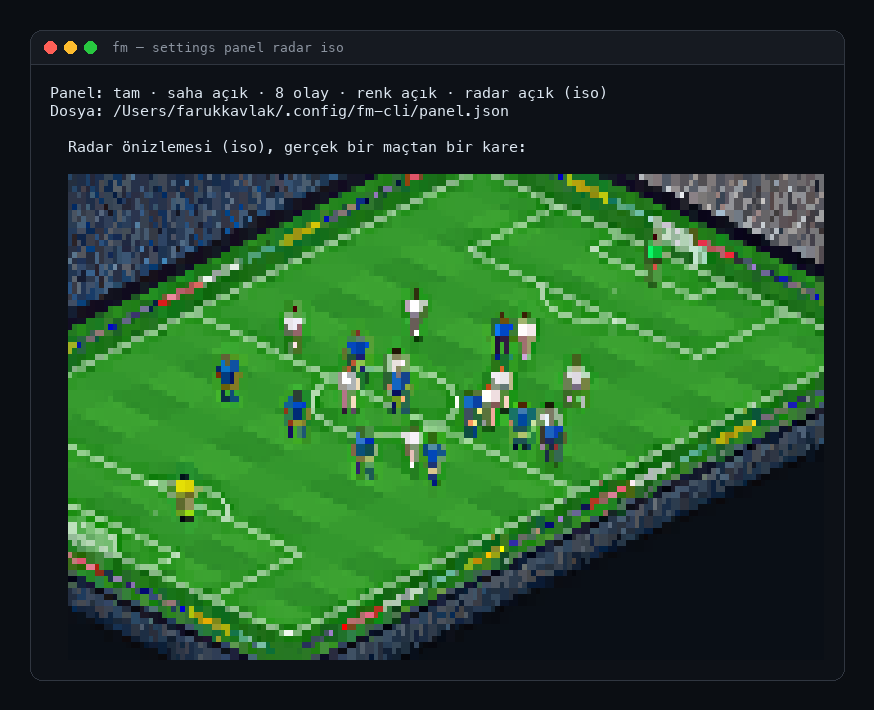 fm — settings panel radar iso
Panel: tam · saha açık · 8 olay · renk açık · radar açık (iso)
Dosya: /Users/farukkavlak/.config/fm-cli/panel.json
Radar önizlemesi (iso), gerçek bir maçtan bir kare: